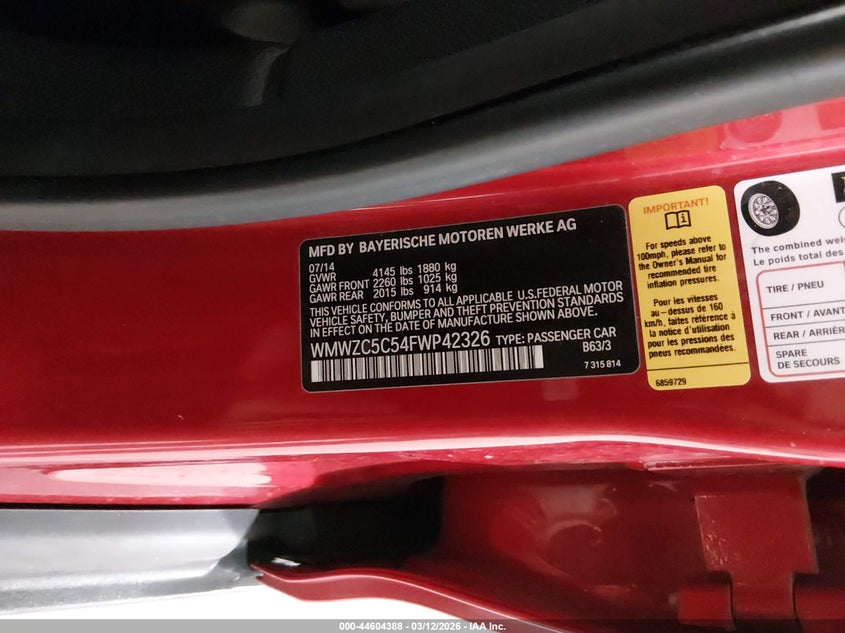 MFD BY BAYERISCHE MOTOREN WERKE AG
07/14
GVWR 4145 lbs 1880 kg
GAWR FRONT 2260 lbs 1025 kg
GAWR REAR 2015 lbs 914 kg
THIS VEHICLE CONFORMS TO ALL APPLICABLE U.S.FEDERAL MOTOR
VEHICLE SAFETY, BUMPER AND THEFT PREVENTION STANDARDS
IN EFFECT ON THE DATE OF MANUFACTURE SHOWN ABOVE.
WMWZC5C54FWP42326 TYPE: PASSENGER CAR
B63/3
7 315 814
IMPORTANT!
For speeds above
100mph, please refer to
the Owner's Manual for
recommended tire
inflation pressures.
Pour les vitesses
au-dessus de 160
km/h, faites référence à
la notice d'utilisation
pour les pressions de
pneu recommandées.
6859729
The combined
Le poids total des
TIRE / PNEU
FRONT / AVANT
REAR /
SPARE
DE SECOURS
000-44604388 - 03/12/2026 - IAA Inc.